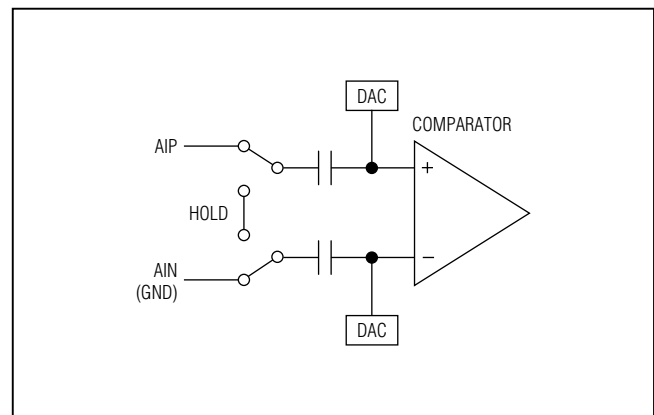 DAC
COMPARATOR
AIP
+
HOLD
−
AIN
(GND)
DAC